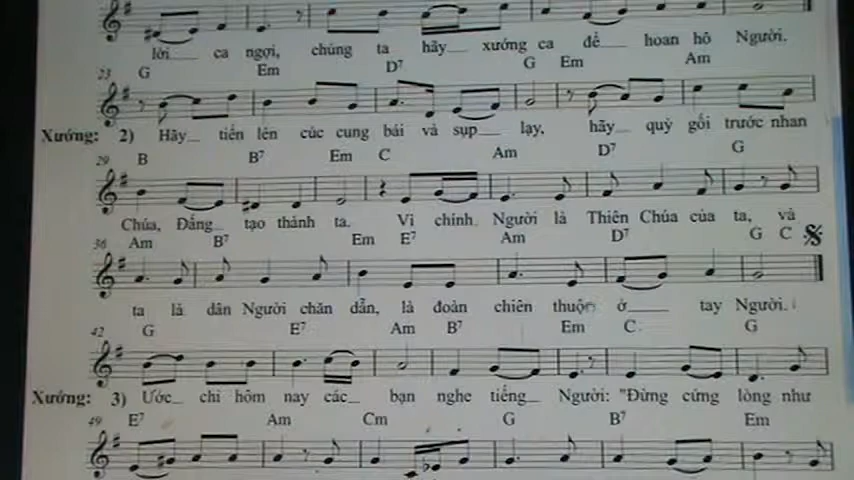 lời ca ngợi, chúng ta hãy xướng ca để hoan hô Người.
23 G Em D7 G Em Am
Xướng: 2) Hãy tiến lên cúc cung bái và sụp lạy, hãy quỳ gối trước nhan
29 B B7 Em C Am D7 G
Chúa, Đấng tạo thành ta. Vì chính Người là Thiên Chúa của ta, và
36 Am B7 Em E7 Am D7 G C
ta là dân Người chăn dẫn, là đoàn chiên thuộc ở tay Người.
42 G E7 Am B7 Em C G
Xướng: 3) Ước chi hôm nay các bạn nghe tiếng Người: "Đừng cứng lòng như
49 E7 Am Cm G B7 Em